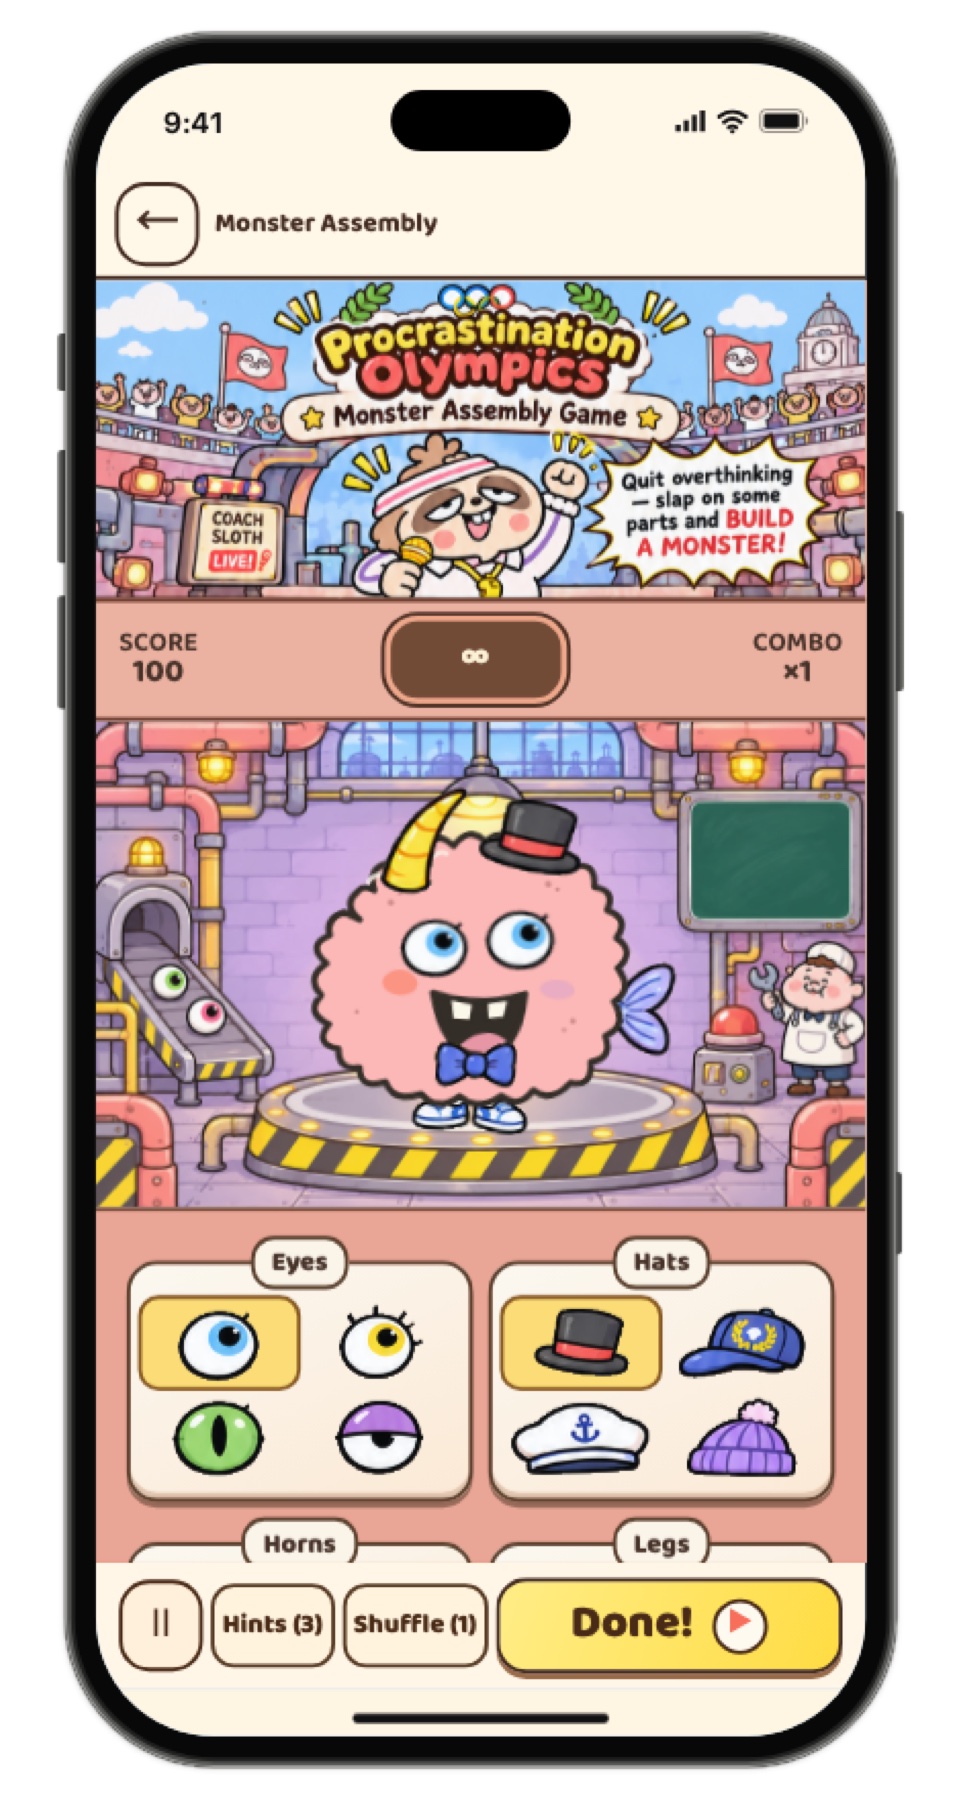 9:41
Monster Assembly
Procrastination
Olympics
Monster Assembly Game
Quit overthinking
— slap on some
parts and BUILD
A MONSTER!
COACH
SLOTH
LIVE!
SCORE
100
∞
COMBO
×1
Eyes
Hats
Horns
Legs
Hints (3)
Shuffle (1)
Done!